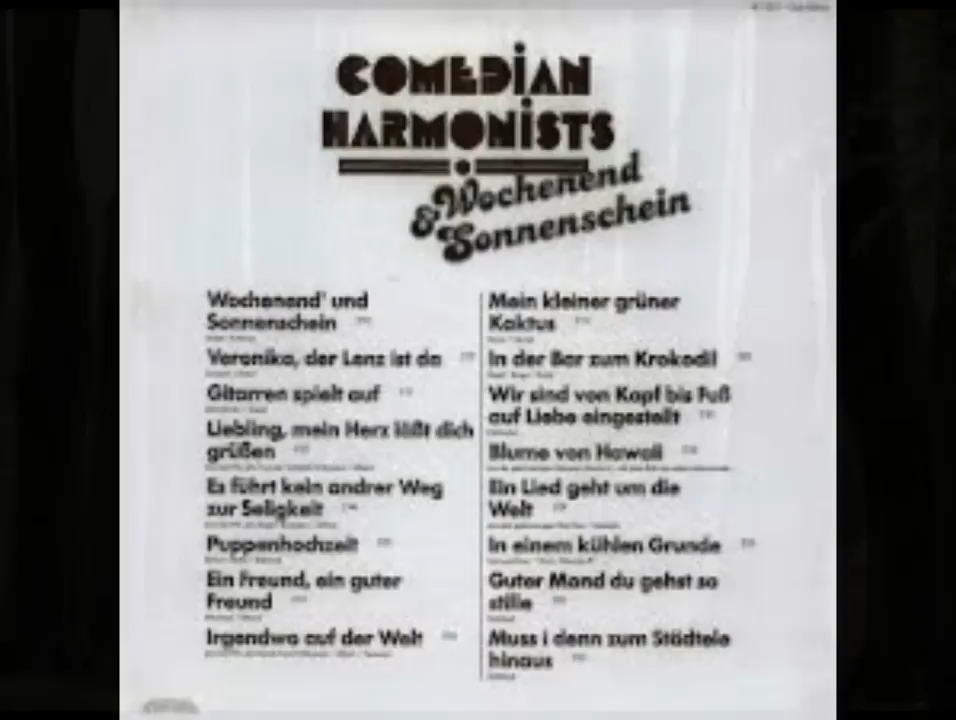 COMEDiAN
HARMONiSTS
Wochenend
& Sonnenschein
Wochenend' und
Sonnenschein
Veronika, der Lenz ist da
Gitarren spielt auf
Liebling, mein Herz läßt dich
grüßen
Es führt kein andrer Weg
zur Seligkeit
Puppenhochzeit
Ein Freund, ein guter
Freund
Irgendwo auf der Welt
Mein kleiner grüner
Kaktus
In der Bar zum Krokodil
Wir sind von Kopf bis Fuß
auf Liebe eingestellt
Blume von Hawaii
Ein Lied geht um die
Welt
In einem kühlen Grunde
Guter Mond du gehst so
stille
Muss i denn zum Städtele
hinaus